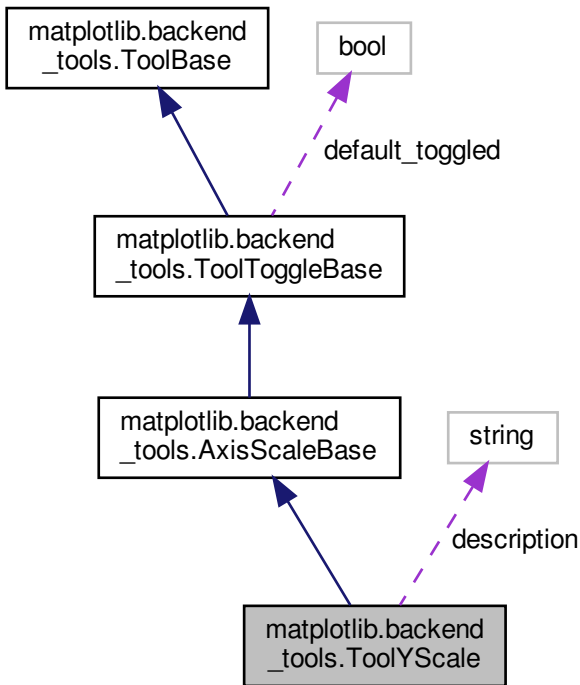 matplotlib.backend
_tools.ToolBase
bool
default_toggled
matplotlib.backend
_tools.ToolToggleBase
matplotlib.backend
_tools.AxisScaleBase
string
description
matplotlib.backend
_tools.ToolYScale